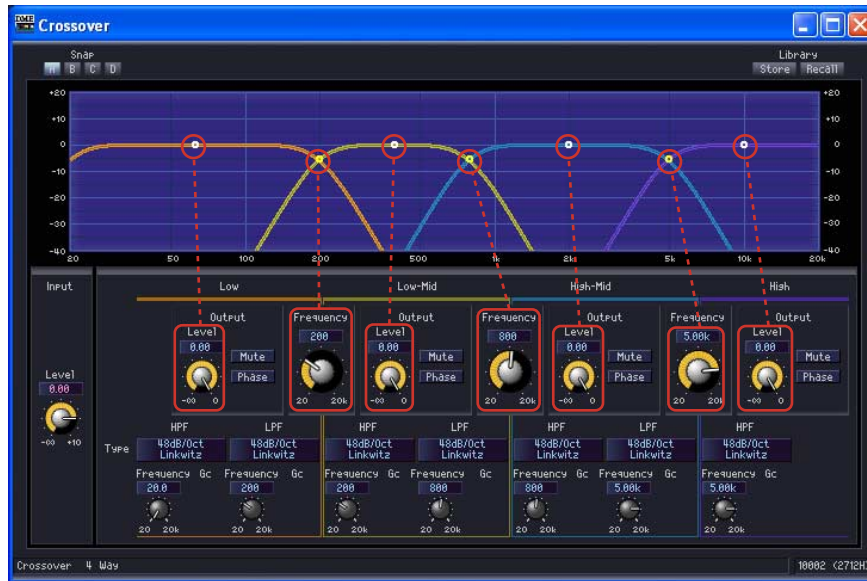 DME Crossover
Snap Library
A B C D Store Recall
+20 +20
+10 +10
0 0
-10 -10
-20 -20
-30 -30
-40 -40
20 50 100 200 500 1k 2k 5k 10k 20k
Input Low Low-Mid High-Mid High
Output Frequency Output Frequency Output Frequency Output
Level 200 Level 800 Level 5.00k Level
0.00 0.00 0.00 0.00
Mute Mute Mute Mute
Phase Phase Phase Phase
Level
0.00
-∞ 0 20 20k -∞ 0 20 20k -∞ 0 20 20k -∞ 0
-∞ +10
HPF LPF HPF LPF HPF LPF HPF
Type 48dB/Oct Linkwitz 48dB/Oct Linkwitz 48dB/Oct Linkwitz 48dB/Oct Linkwitz 48dB/Oct Linkwitz 48dB/Oct Linkwitz 48dB/Oct Linkwitz
Frequency Gc Frequency Gc Frequency Gc Frequency Gc Frequency Gc Frequency Gc Frequency Gc
20.0 200 200 800 800 5.00k 5.00k
20 20k 20 20k 20 20k 20 20k 20 20k 20 20k 20 20k
Crossover 4 Way 10002 (2712H)